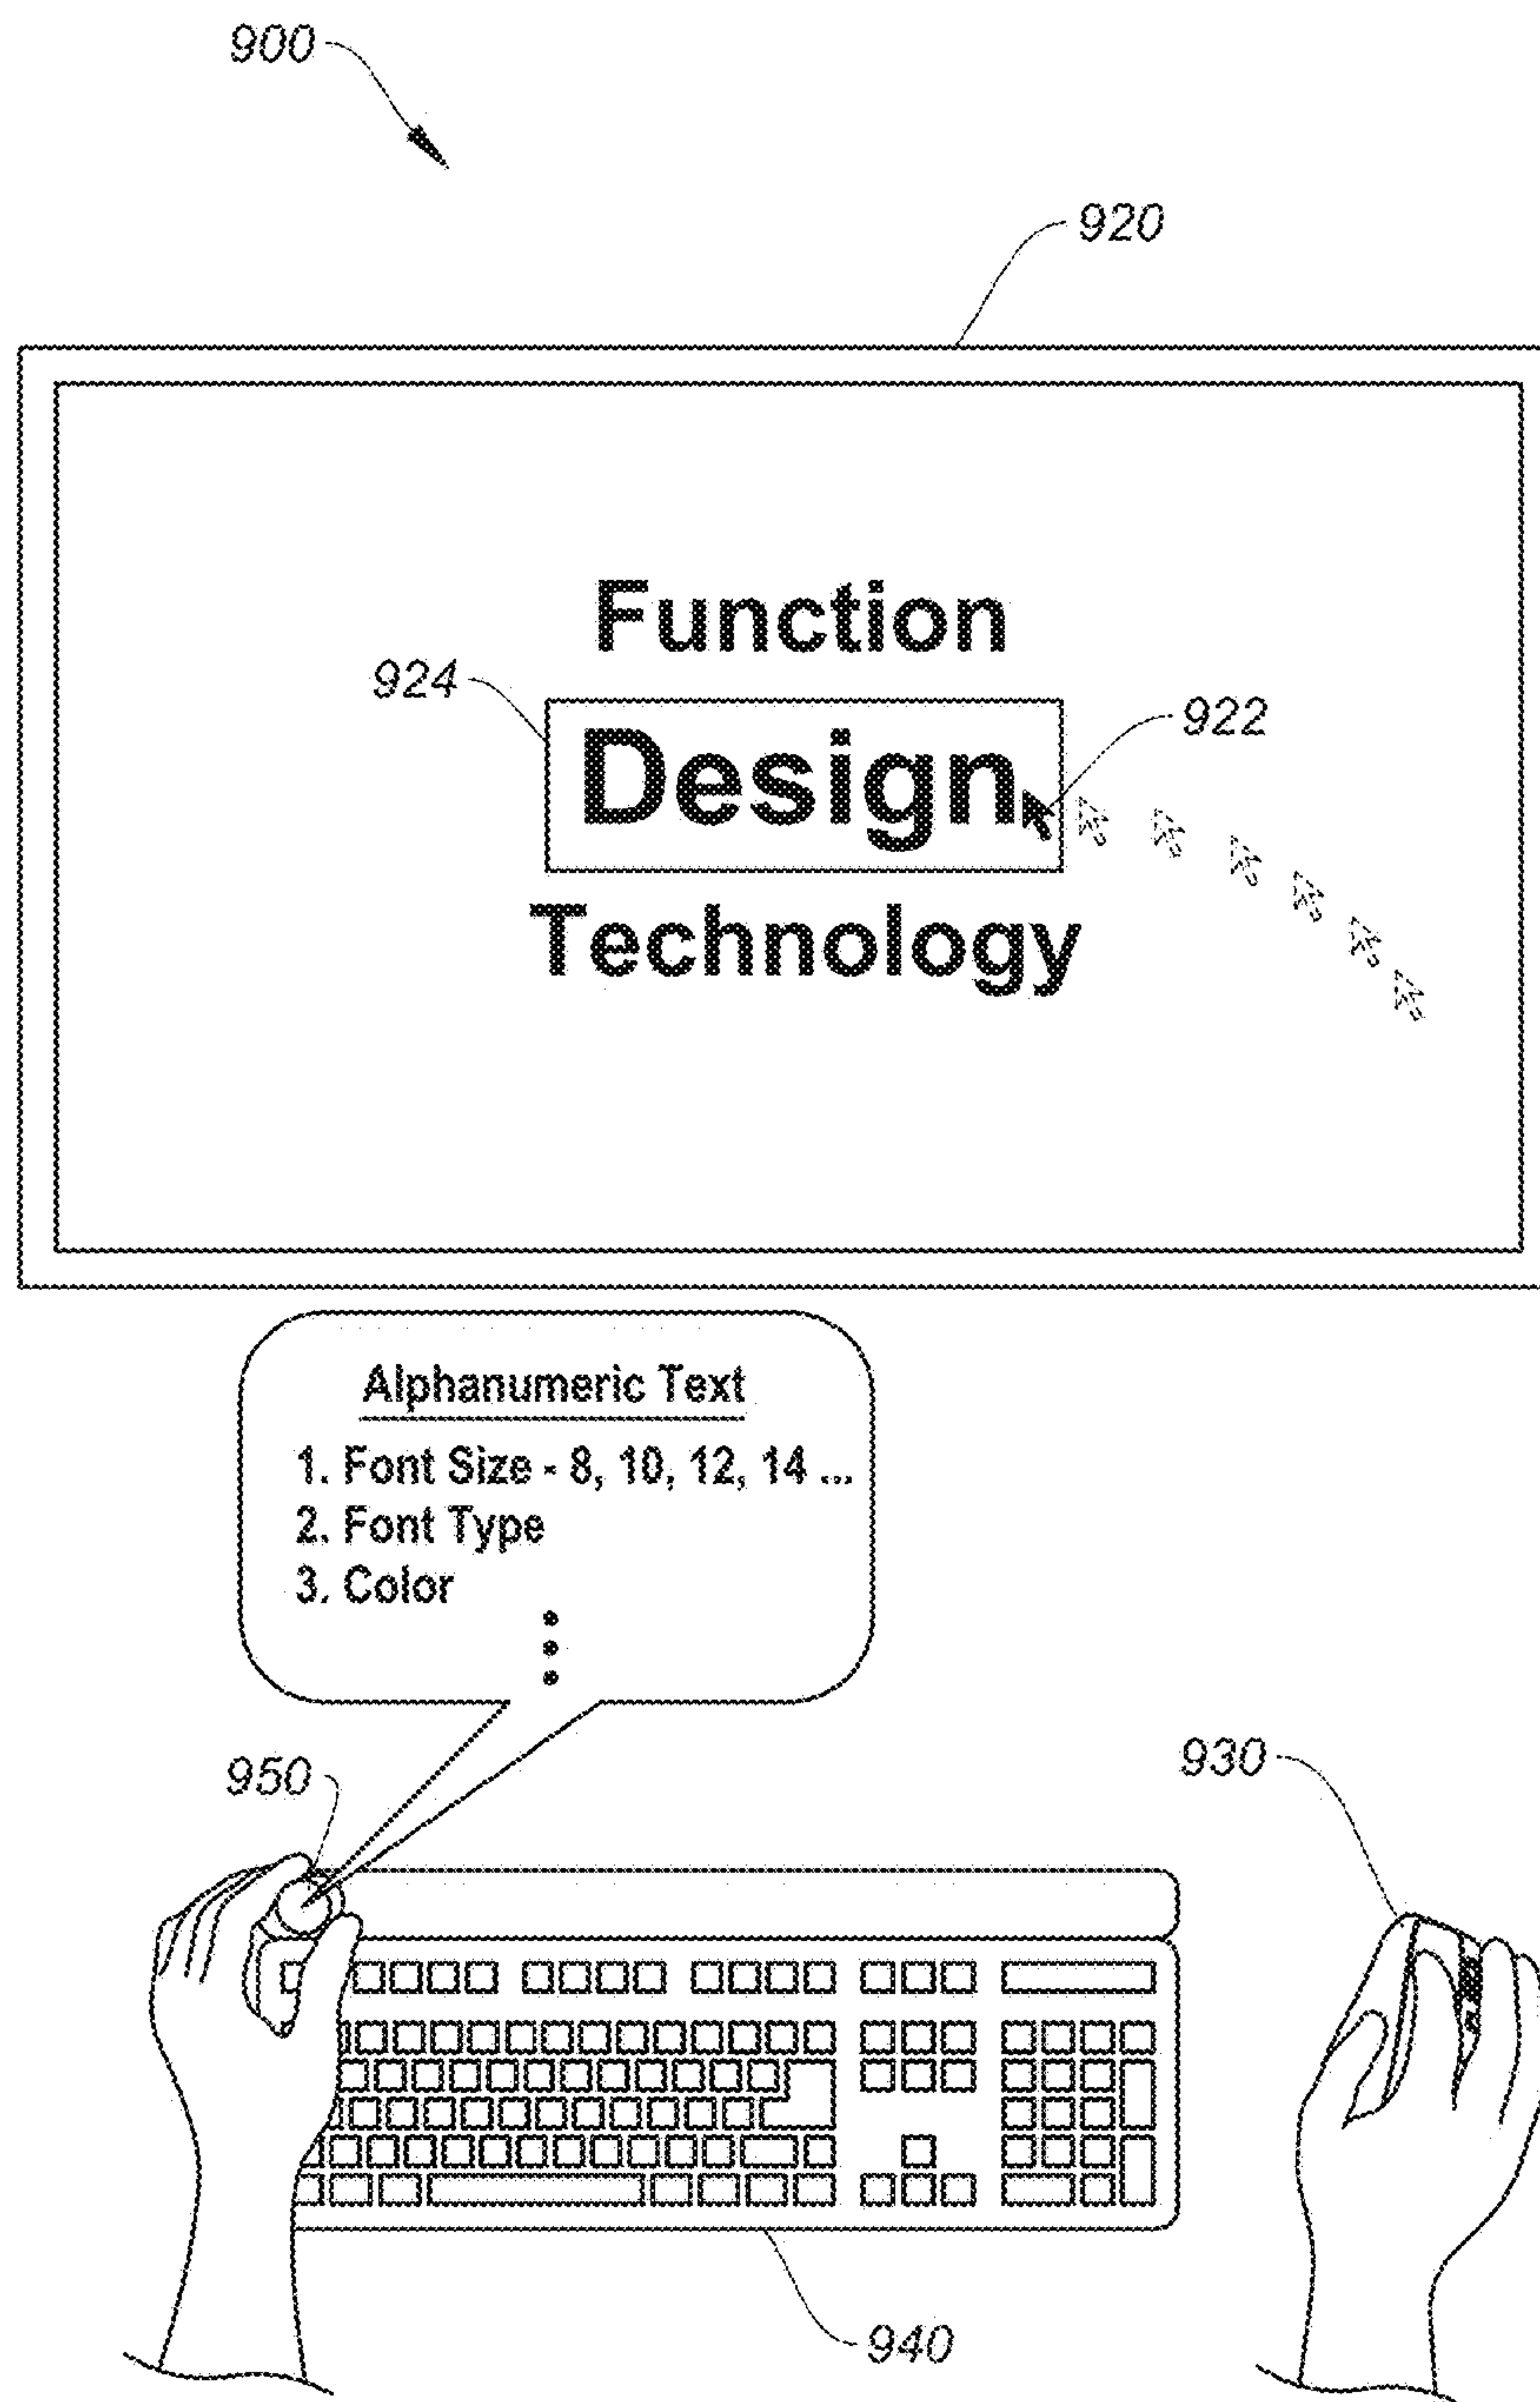 900
920
Function
924
Design
922
Technology
Alphanumeric Text
1. Font Size - 8, 10, 12, 14 ...
2. Font Type
3. Color
950
930
940